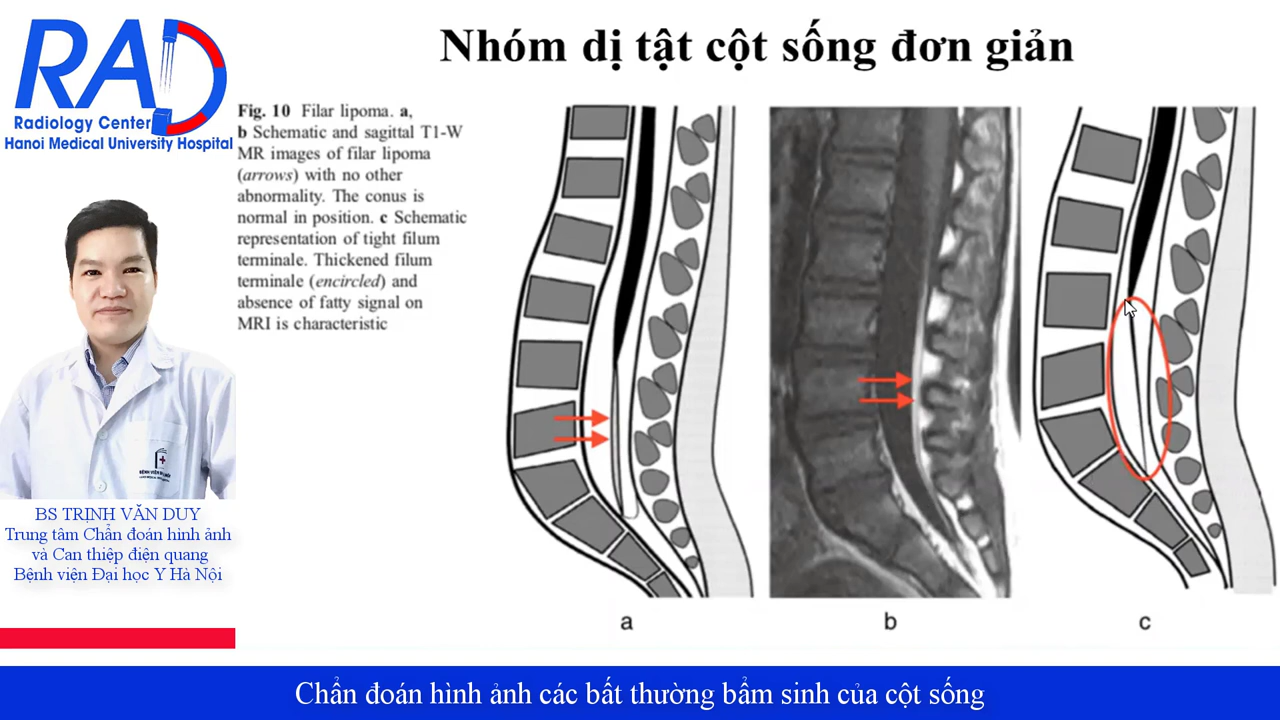 RAD
Radiology Center
Hanoi Medical University Hospital
Nhóm dị tật cột sống đơn giản
Fig. 10 Filar lipoma. a,
b Schematic and sagittal T1-W
MR images of filar lipoma
(arrows) with no other
abnormality. The conus is
normal in position. c Schematic
representation of tight filum
terminale. Thickened filum
terminale (encircled) and
absence of fatty signal on
MRI is characteristic
a
b
c
BS TRỊNH VĂN DUY
Trung tâm Chẩn đoán hình ảnh
và Can thiệp điện quang
Bệnh viện Đại học Y Hà Nội
Chẩn đoán hình ảnh các bất thường bẩm sinh của cột sống